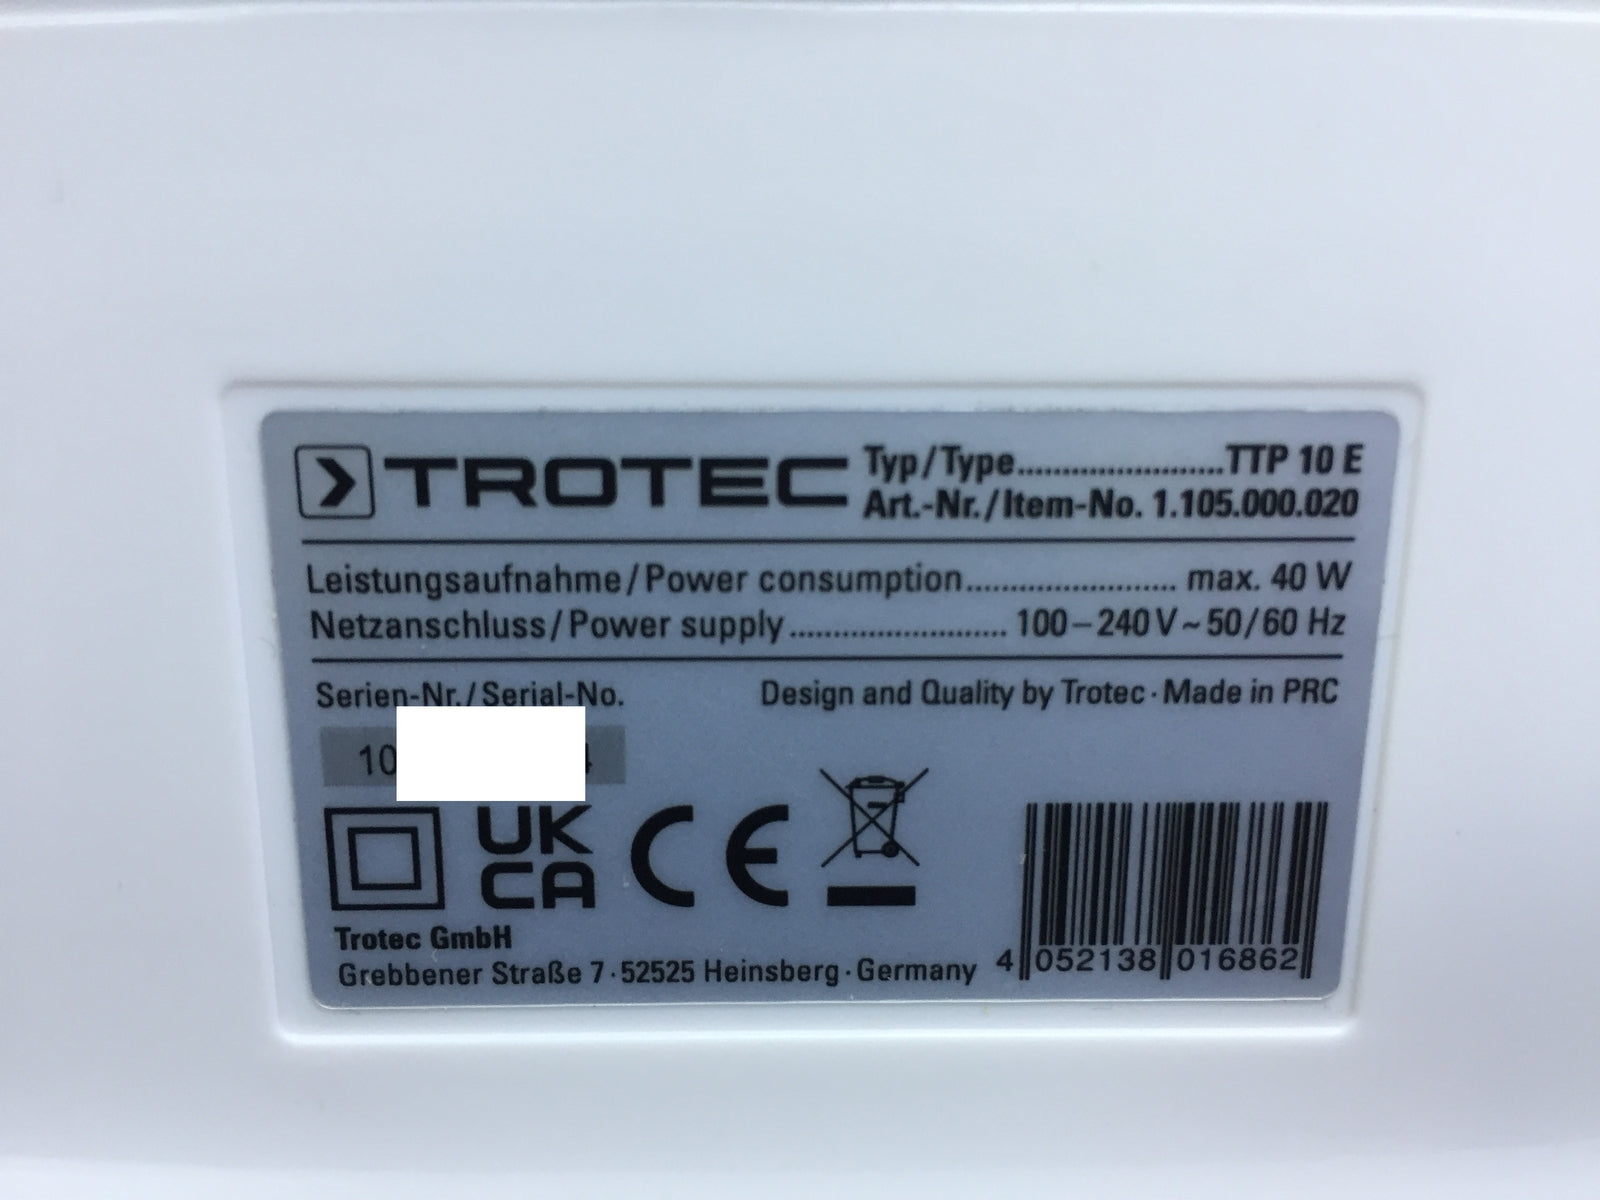 TROTEC
Typ/Type.......................TTP 10 E
Art.-Nr./Item-No. 1.105.000.020
Leistungsaufnahme/Power consumption........................ max. 40 W
Netzanschluss/Power supply......................... 100–240 V ~ 50/60 Hz
Serien-Nr./Serial-No.
Design and Quality by Trotec · Made in PRC
10
UK
CA
CE
Trotec GmbH
Grebbener Straße 7 · 52525 Heinsberg · Germany
4 052138 016862